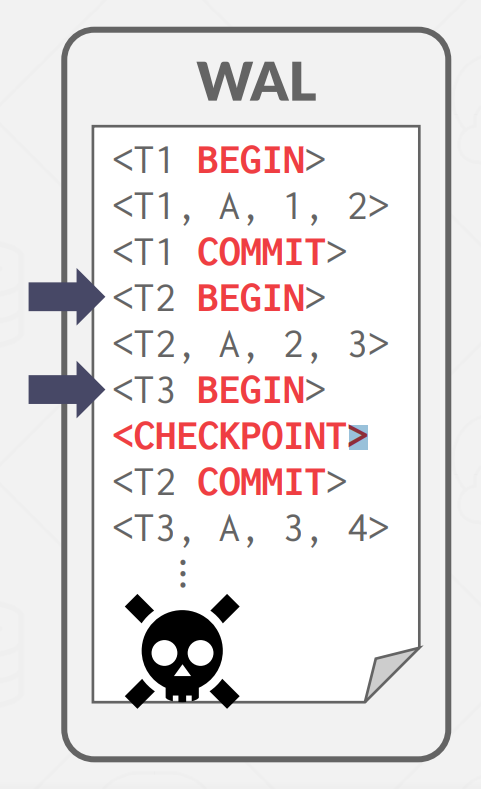 WAL
<T1 BEGIN>
<T1, A, 1, 2>
<T1 COMMIT>
<T2 BEGIN>
<T2, A, 2, 3>
<T3 BEGIN>
<CHECKPOINT>
<T2 COMMIT>
<T3, A, 3, 4>
⋮